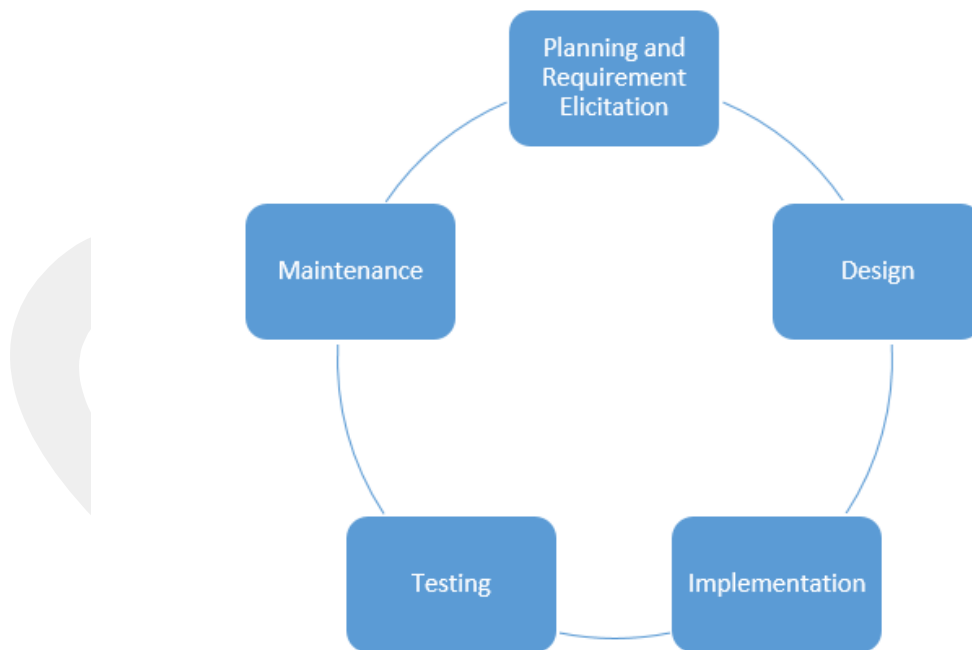 Planning and
Requirement
Elicitation
Maintenance
Design
Testing
Implementation